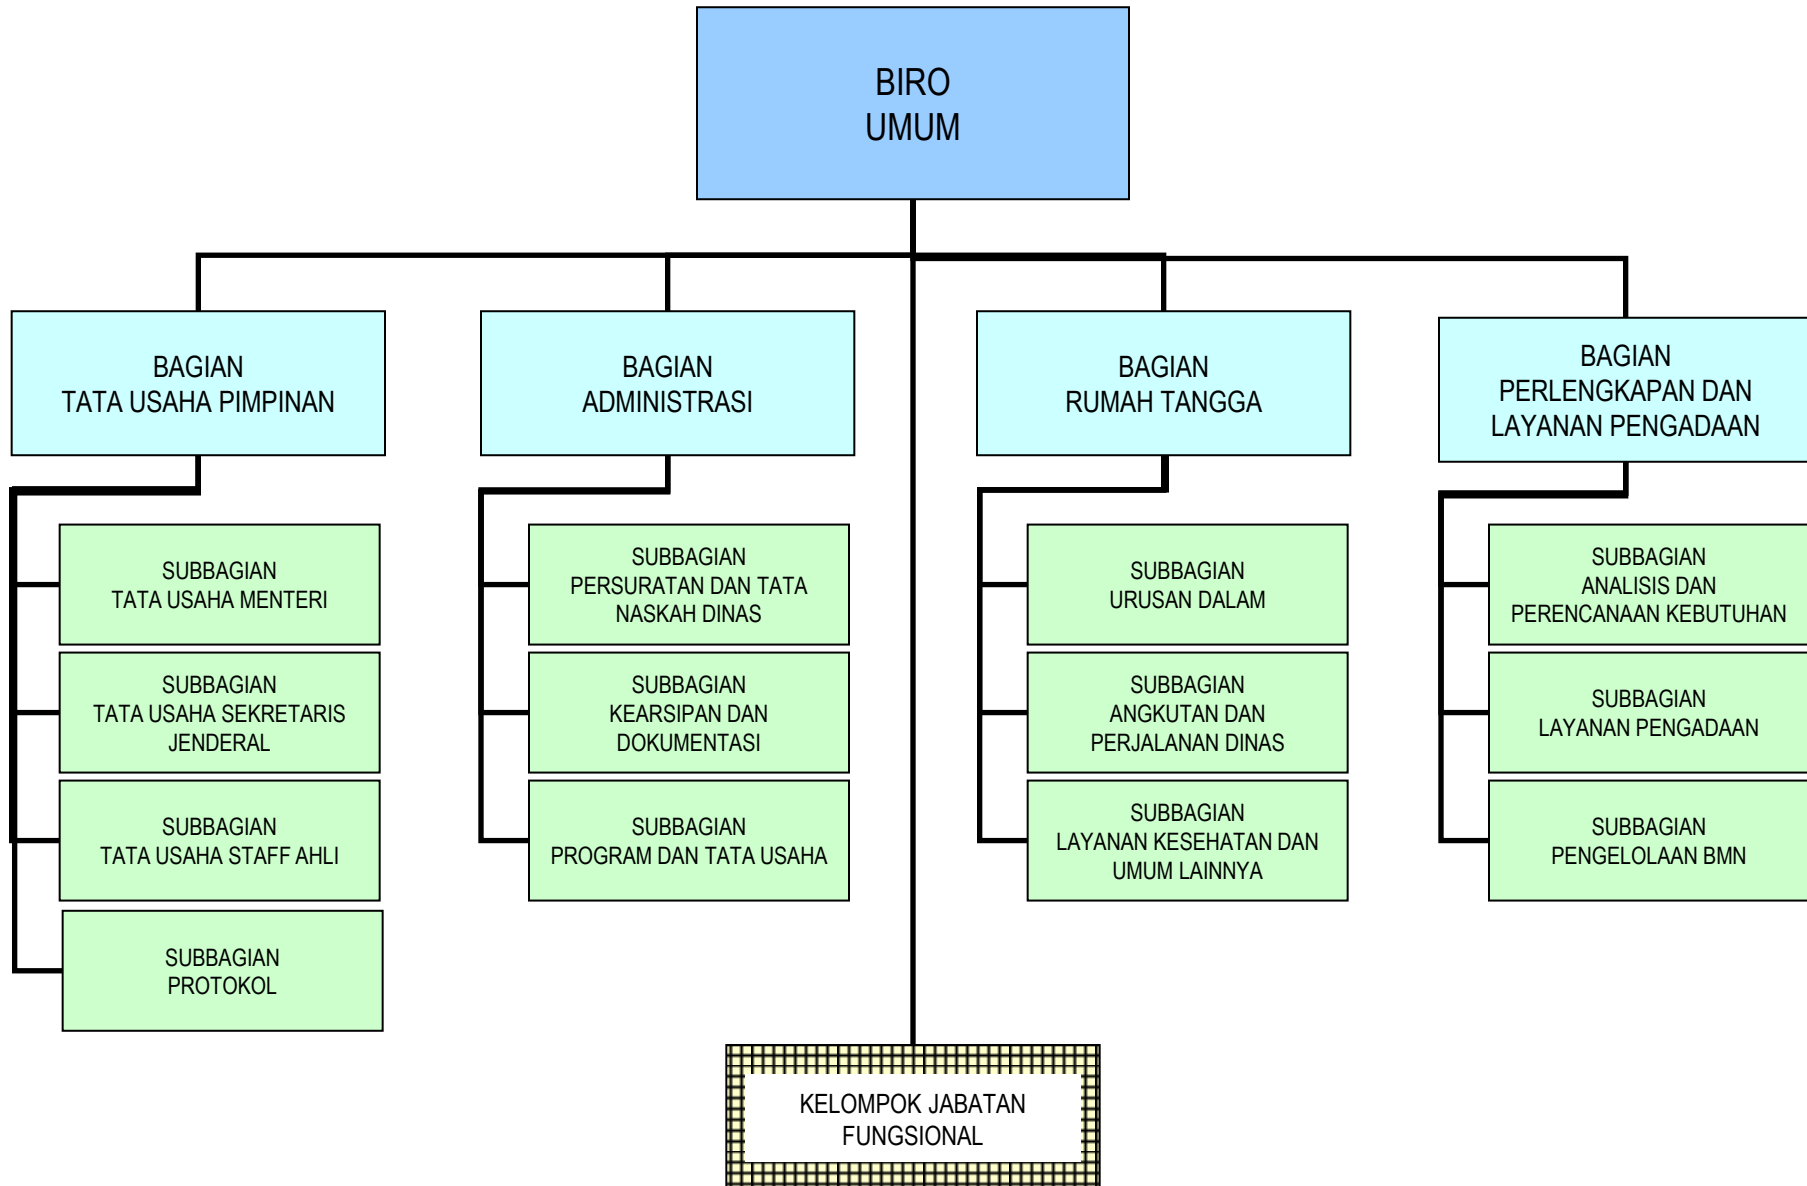 BIRO
UMUM
BAGIAN
TATA USAHA PIMPINAN
BAGIAN
ADMINISTRASI
BAGIAN
RUMAH TANGGA
BAGIAN
PERLENGKAPAN DAN
LAYANAN PENGADAAN
SUBBAGIAN
TATA USAHA MENTERI
SUBBAGIAN
TATA USAHA SEKRETARIS
JENDERAL
SUBBAGIAN
TATA USAHA STAFF AHLI
SUBBAGIAN
PROTOKOL
SUBBAGIAN
PERSURATAN DAN TATA
NASKAH DINAS
SUBBAGIAN
KEARSIPAN DAN
DOKUMENTASI
SUBBAGIAN
PROGRAM DAN TATA USAHA
SUBBAGIAN
URUSAN DALAM
SUBBAGIAN
ANGKUTAN DAN
PERJALANAN DINAS
SUBBAGIAN
LAYANAN KESEHATAN DAN
UMUM LAINNYA
SUBBAGIAN
ANALISIS DAN
PERENCANAAN KEBUTUHAN
SUBBAGIAN
LAYANAN PENGADAAN
SUBBAGIAN
PENGELOLAAN BMN
KELOMPOK JABATAN
FUNGSIONAL